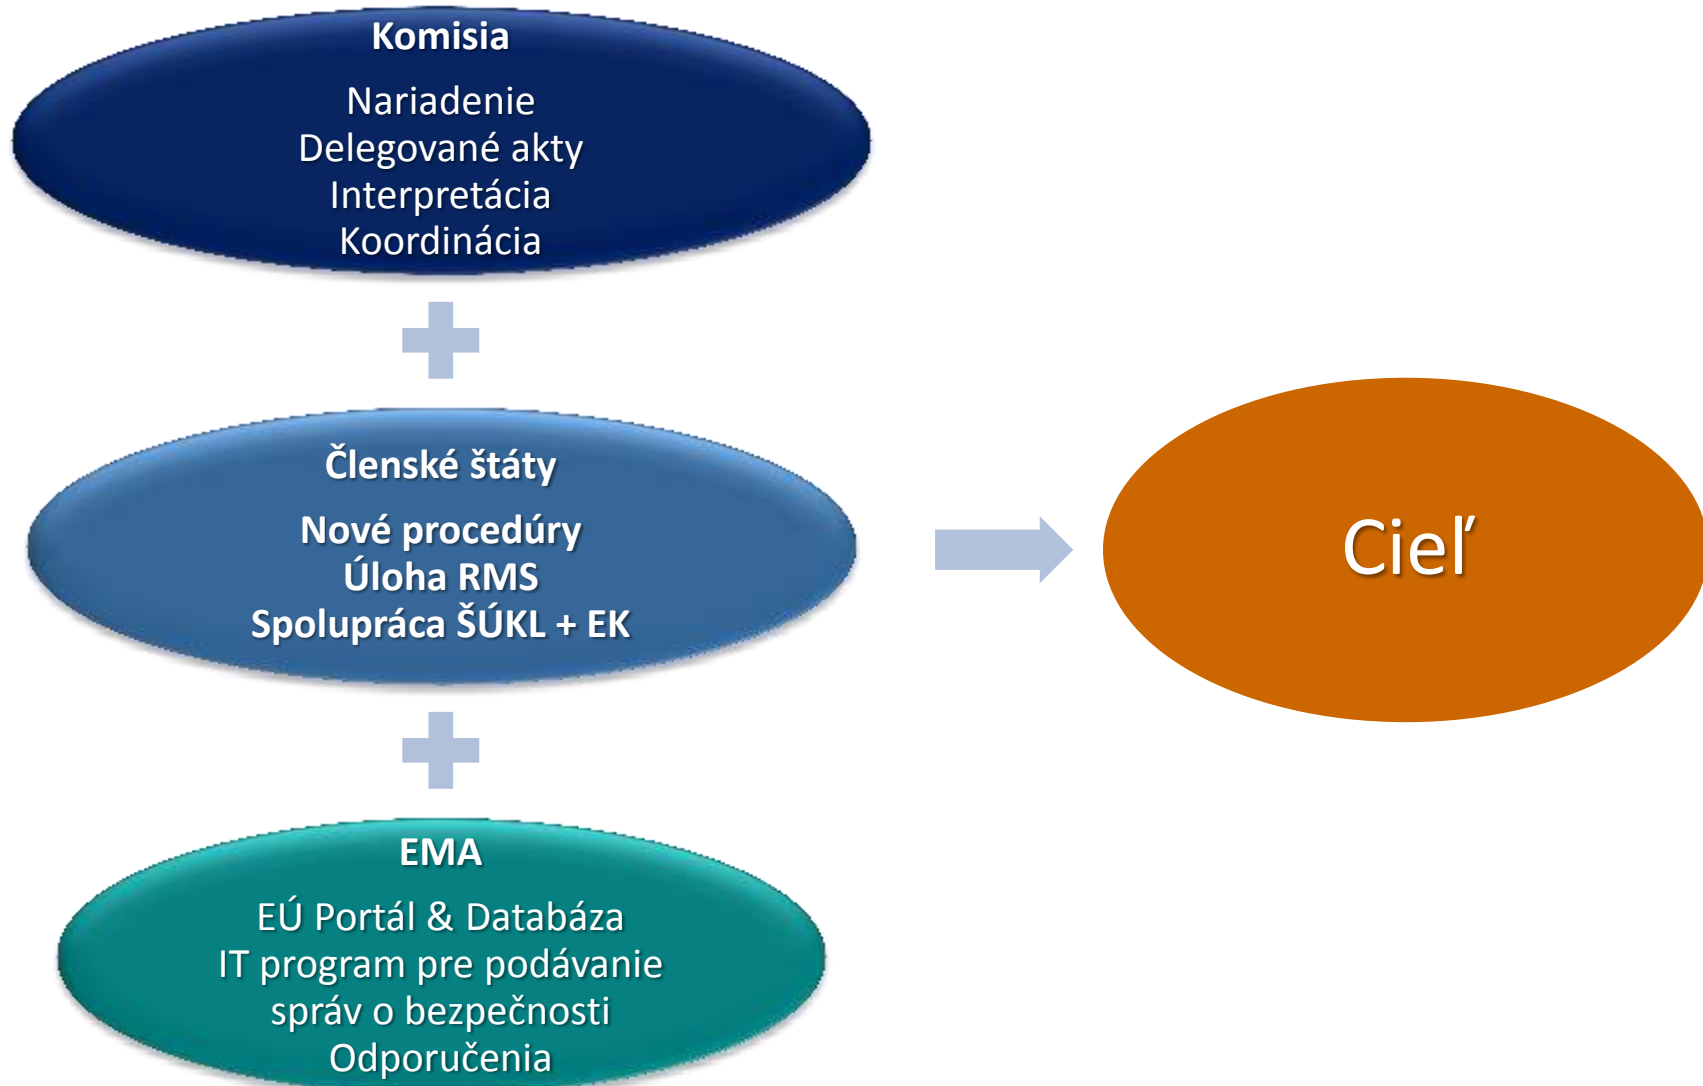 Komisia
Nariadenie
Delegované akty
Interpretácia
Koordinácia
Členské štáty
Nové procedúry
Úloha RMS
Spolupráca ŠÚKL + EK
Cieľ
EMA
EÚ Portál & Databáza
IT program pre podávanie
správ o bezpečnosti
Odporučenia